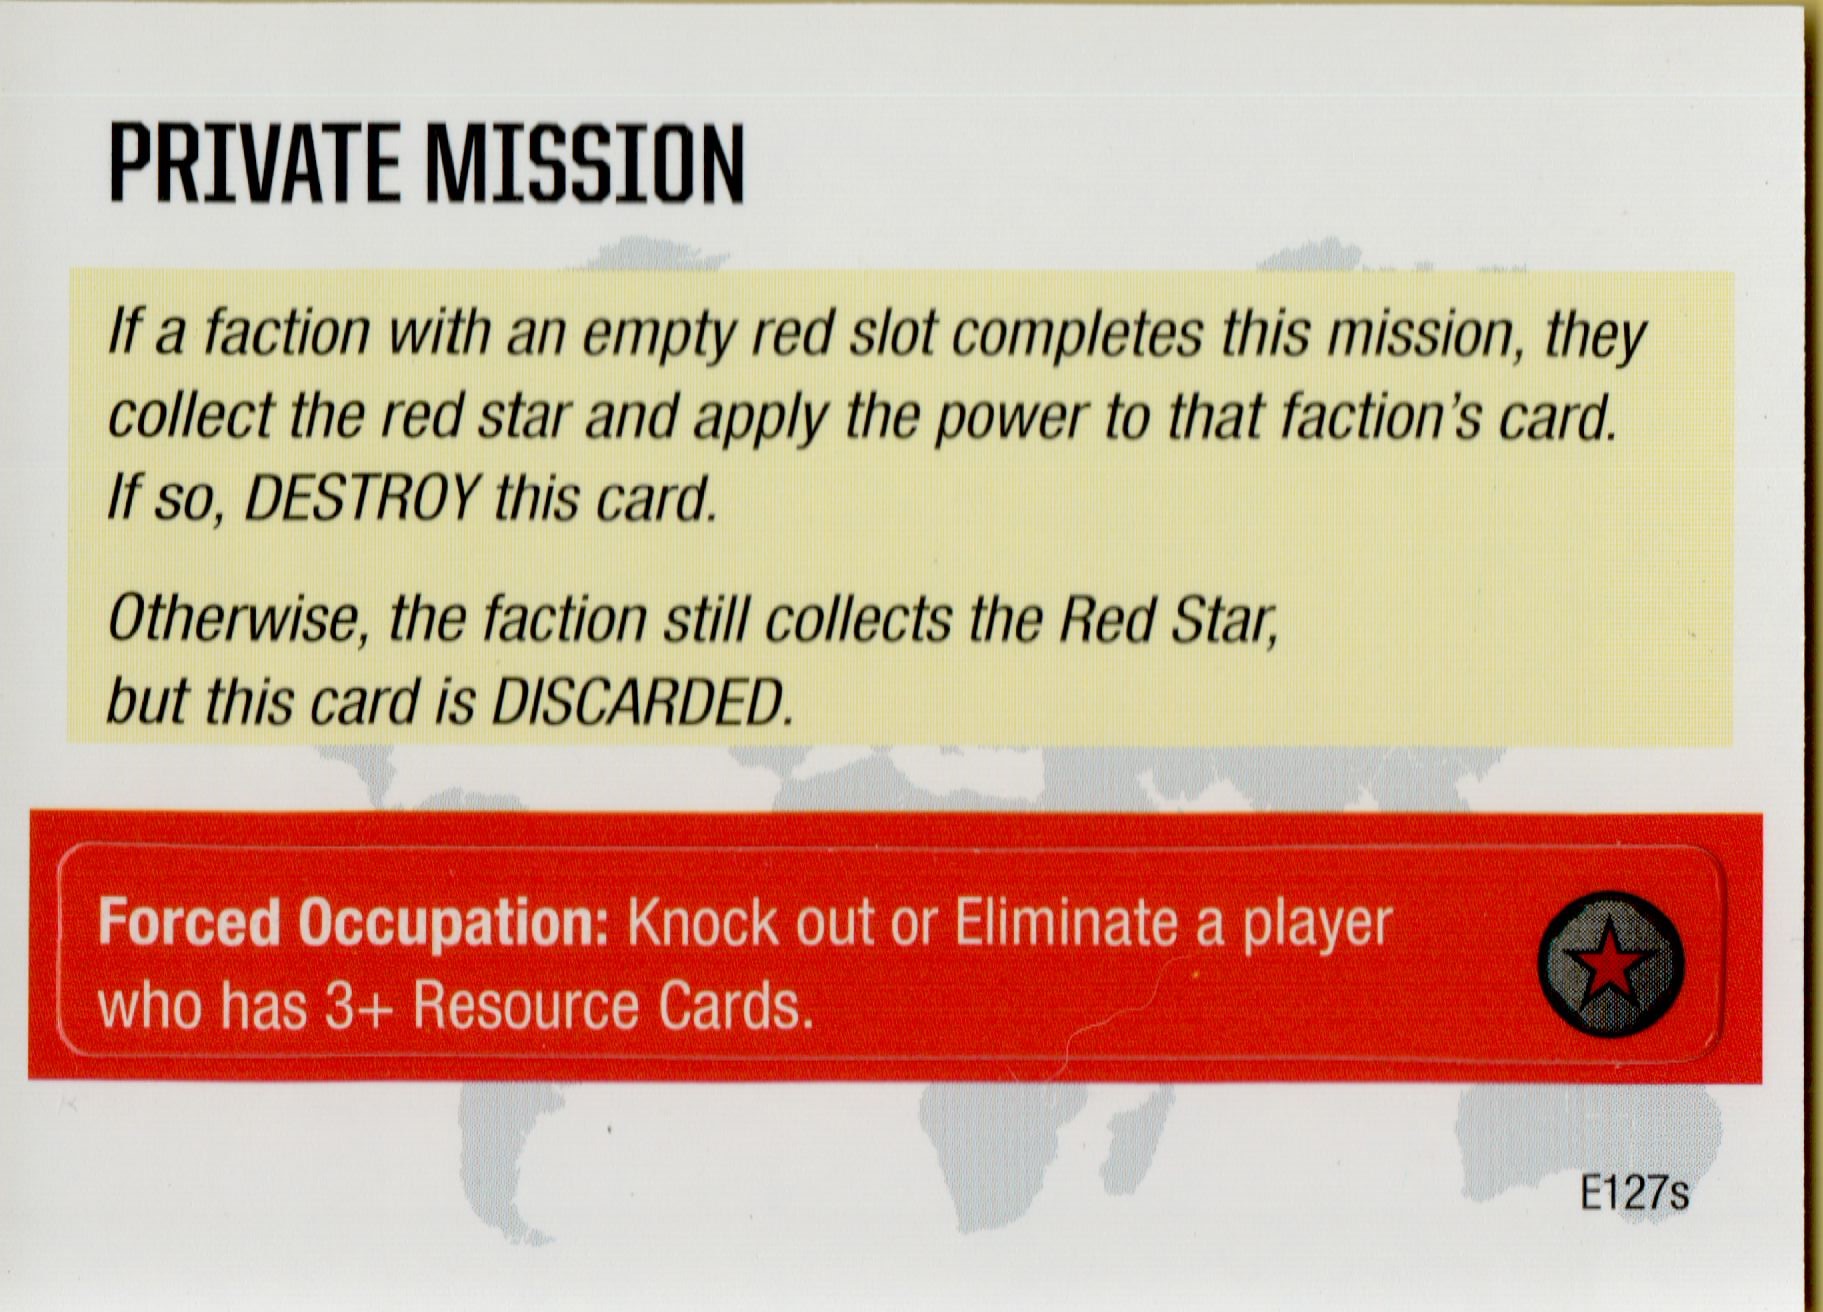 PRIVATE MISSION
If a faction with an empty red slot completes this mission, they
collect the red star and apply the power to that faction's card.
If so, DESTROY this card.
Otherwise, the faction still collects the Red Star,
but this card is DISCARDED.
Forced Occupation: Knock out or Eliminate a player
who has 3+ Resource Cards.
E127s